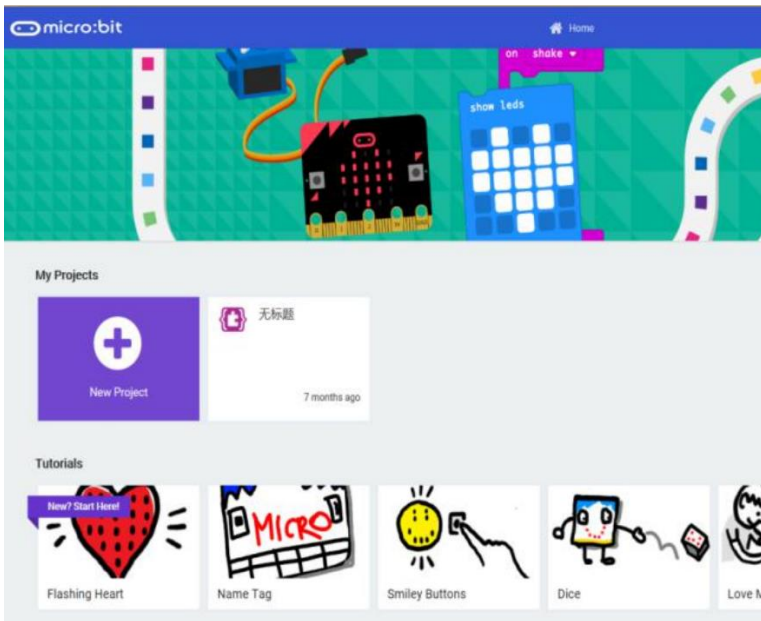 micro:bit
Home
on shake
show leds
My Projects
New Project
无标题
7 months ago
Tutorials
New? Start Here!
MICRO
Flashing Heart
Name Tag
Smiley Buttons
Dice
Love M